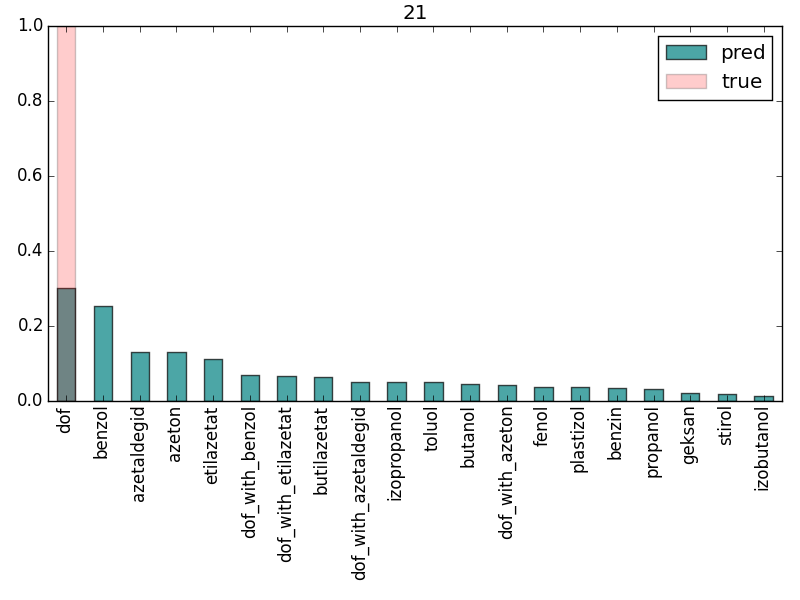 21
1.0
0.8
0.6
0.4
0.2
0.0
pred
true
dof
benzol
azetaldegid
azeton
etilazetat
dof_with_benzol
dof_with_etilazetat
butilazetat
dof_with_azetaldegid
izopropanol
toluol
butanol
dof_with_azeton
fenol
plastizol
benzin
propanol
geksan
stirol
izobutanol